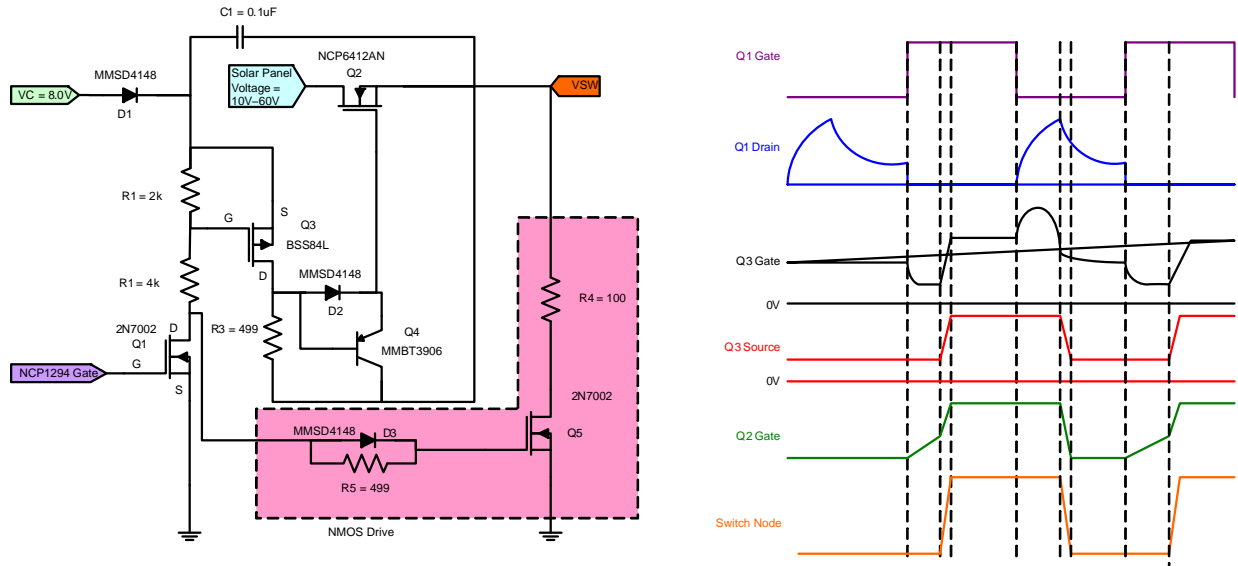 C1 = 0.1uF
NCP6412AN
Q2
Solar Panel
Voltage =
10V–60V
VSW
MMSD4148
VC = 8.0V
D1
R1 = 2k
S
G
Q3
BSS84L
D
MMSD4148
R1 = 4k
D2
R4 = 100
R3 = 499
Q4
MMBT3906
2N7002
D
Q1
G
NCP1294 Gate
S
2N7002
MMSD4148
D3
Q5
R5 = 499
NMOS Drive
Q1 Gate
Q1 Drain
Q3 Gate
0V
Q3 Source
0V
Q2 Gate
Switch Node